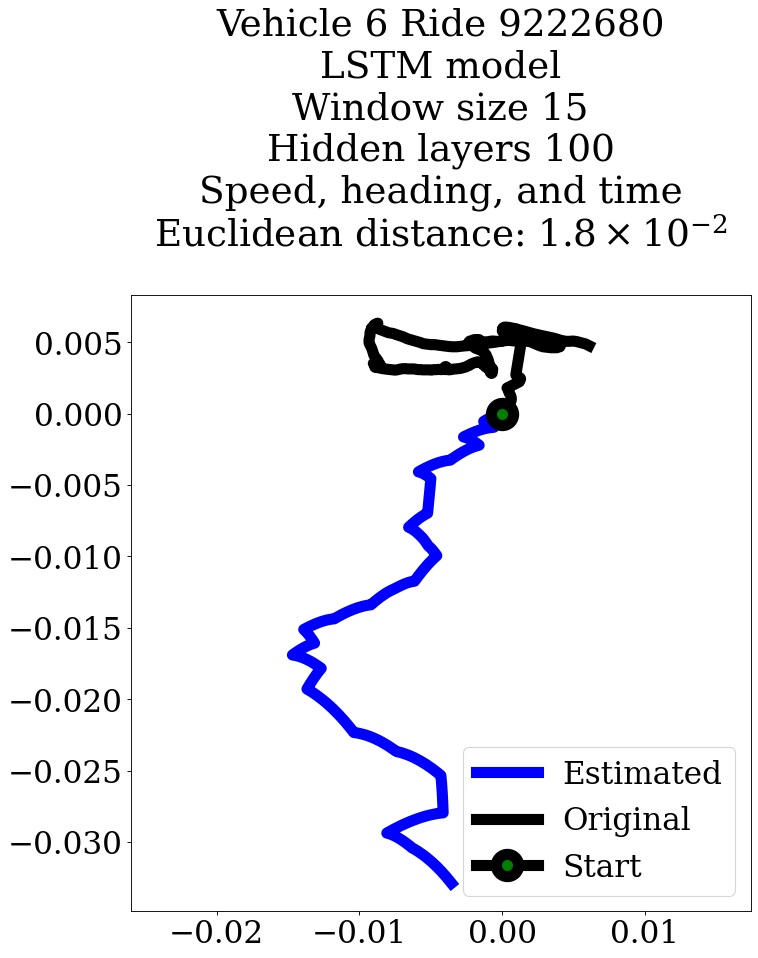 Vehicle 6 Ride 9222680
LSTM model
Window size 15
Hidden layers 100
Speed, heading, and time
Euclidean distance: 1.8 × 10⁻²
0.005
0.000
−0.005
−0.010
−0.015
−0.020
−0.025
−0.030
Estimated
Original
Start
−0.02 −0.01 0.00 0.01